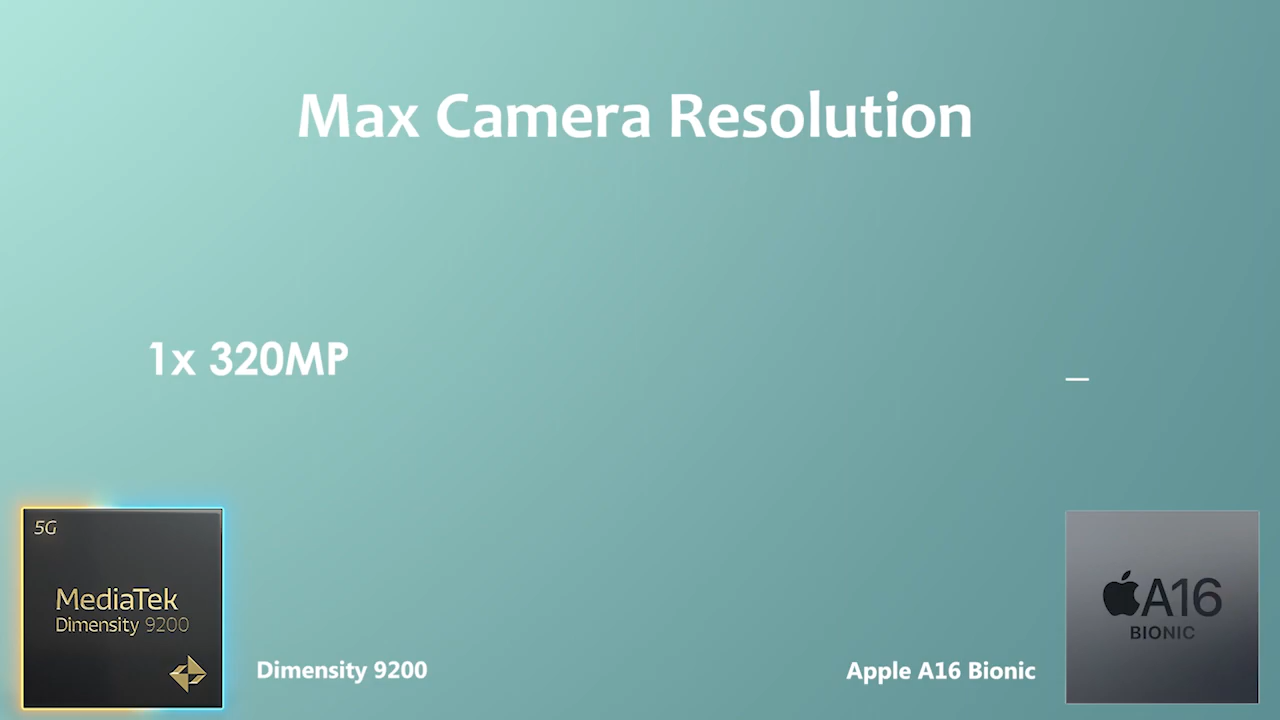 Max Camera Resolution
1x 320MP
_
5G
MediaTek
Dimensity 9200
Dimensity 9200
Apple A16 Bionic
A16
BIONIC